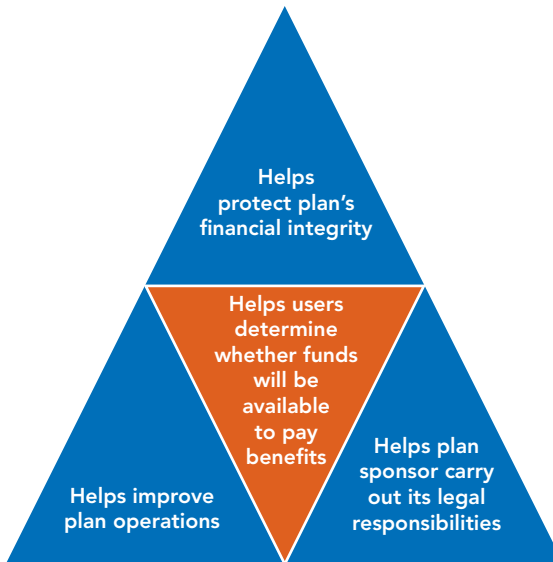 Helps
protect plan’s
financial integrity
Helps users
determine
whether funds
will be
available
to pay
benefits
Helps improve
plan operations
Helps plan
sponsor carry
out its legal
responsibilities